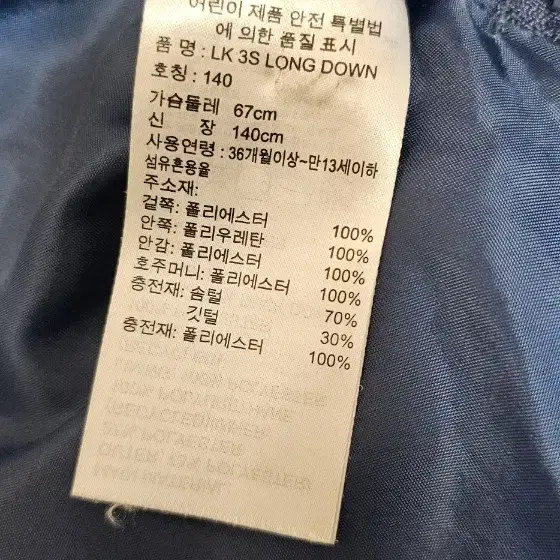 어린이 제품 안전 특별법
에 의한 품질 표시
품 명 : LK 3S LONG DOWN
호칭 : 140
가슴둘레 67cm
신 장 140cm
사용연령 : 36개월이상~만13세이하
섬유혼용율
주소재:
겉쪽: 폴리에스터 100%
안쪽: 폴리우레탄 100%
안감: 폴리에스터 100%
호주머니: 폴리에스터 100%
충전재: 솜털 70%
깃털 30%
충전재: 폴리에스터 100%